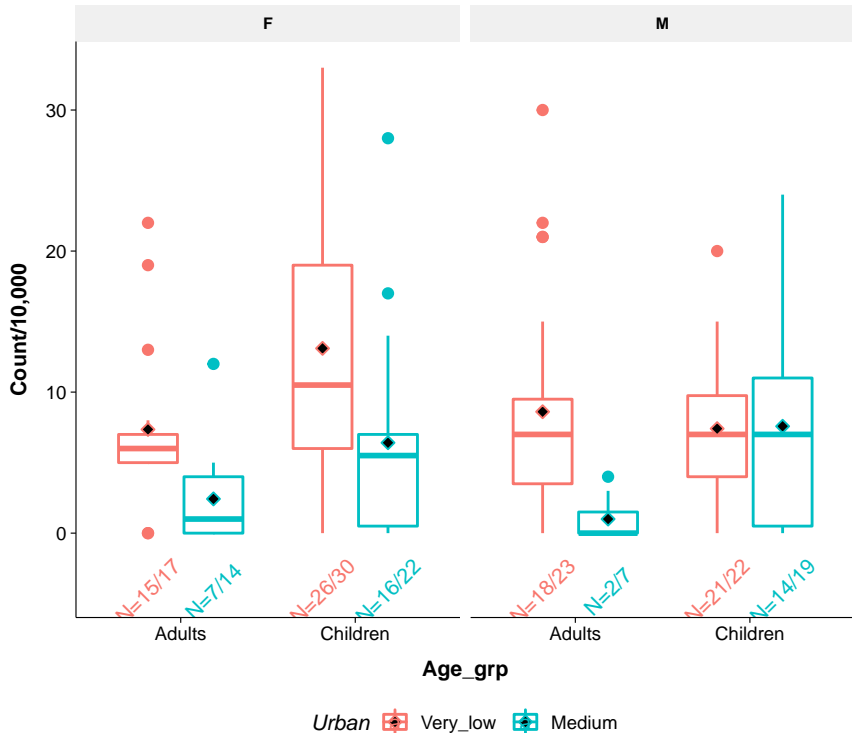 F
M
Count/10,000
30
20
10
0
N=15/17
N=7/14
N=26/30
N=16/22
N=18/23
N=2/7
N=21/22
N=14/19
Adults
Children
Adults
Children
Age_grp
Urban Very_low Medium